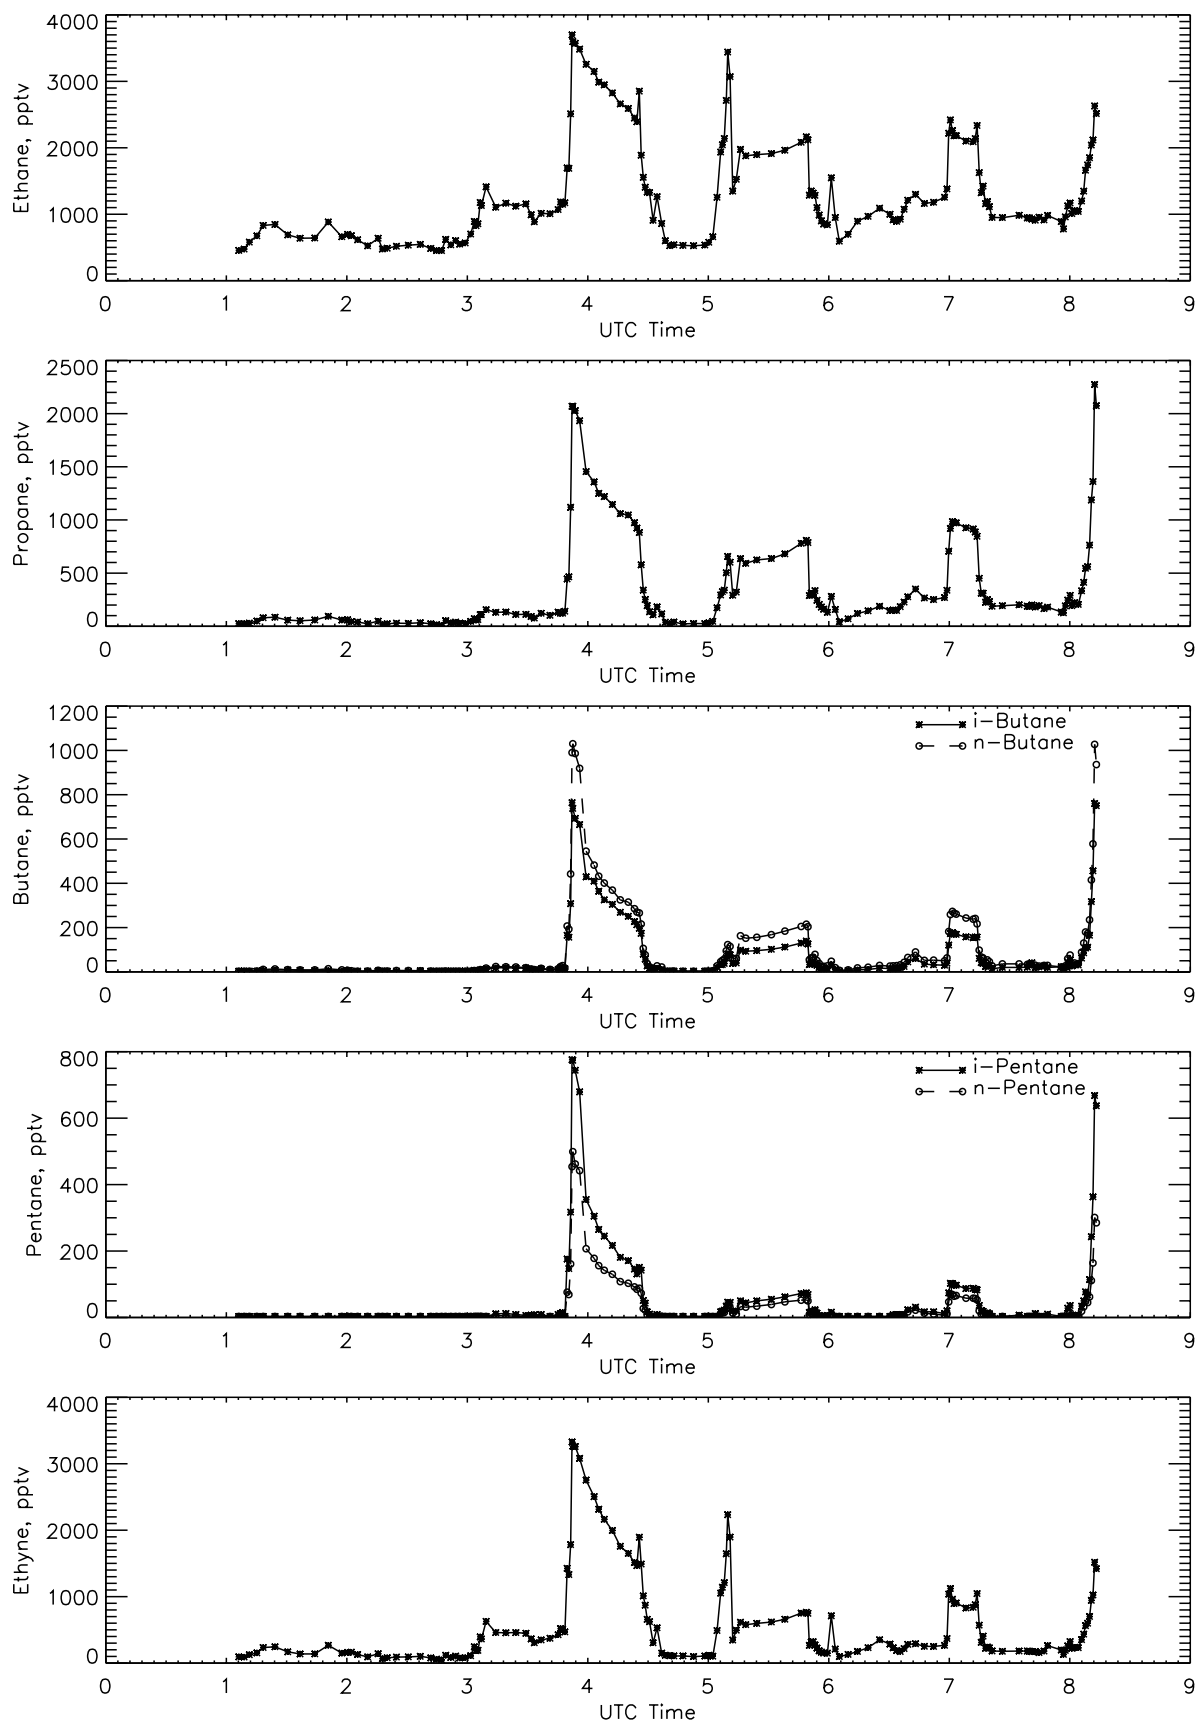 4000
3000
2000
1000
0
Ethane, pptv
0 1 2 3 4 5 6 7 8 9
UTC Time
2500
2000
1500
1000
500
0
Propane, pptv
0 1 2 3 4 5 6 7 8 9
UTC Time
1200
1000
800
600
400
200
0
Butane, pptv
i-Butane
n-Butane
0 1 2 3 4 5 6 7 8 9
UTC Time
800
600
400
200
0
Pentane, pptv
i-Pentane
n-Pentane
0 1 2 3 4 5 6 7 8 9
UTC Time
4000
3000
2000
1000
0
Ethyne, pptv
0 1 2 3 4 5 6 7 8 9
UTC Time